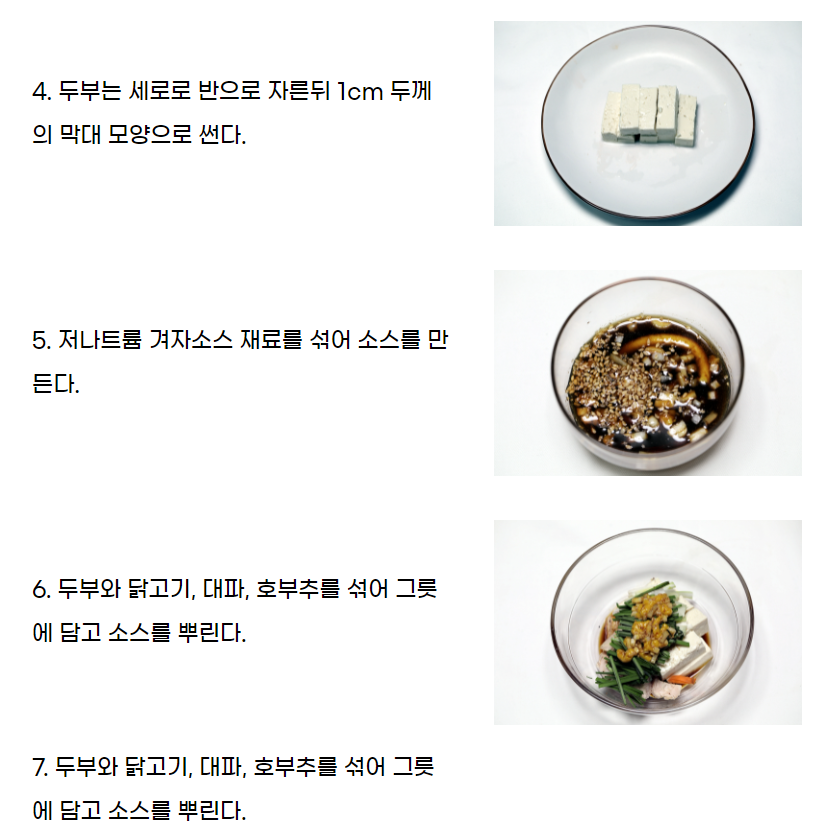 4. 두부는 세로로 반으로 자른뒤 1cm 두께
의 막대 모양으로 썬다.
5. 저나트륨 겨자소스 재료를 섞어 소스를 만
든다.
6. 두부와 닭고기, 대파, 호부추를 섞어 그릇
에 담고 소스를 뿌린다.
7. 두부와 닭고기, 대파, 호부추를 섞어 그릇
에 담고 소스를 뿌린다.